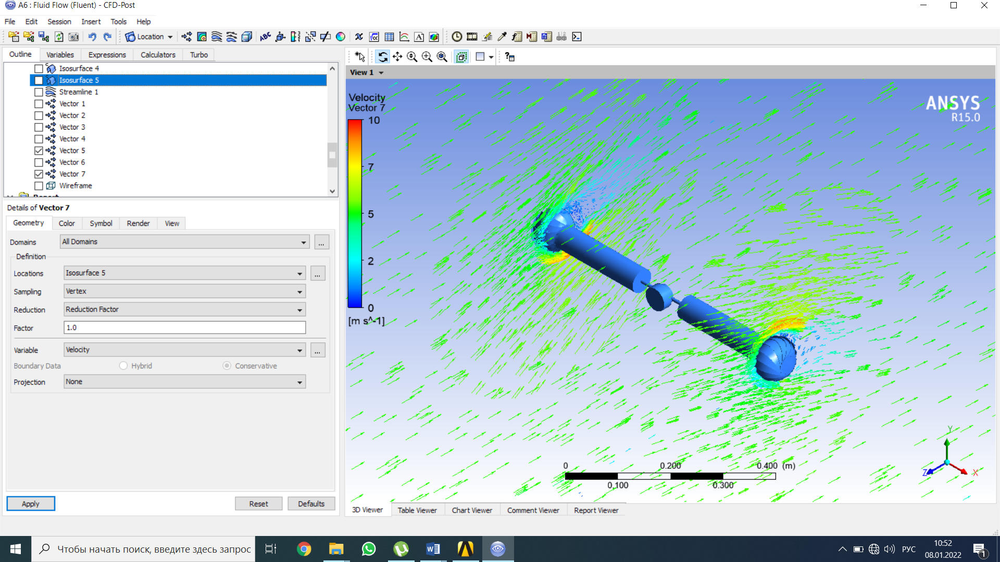 A6 : Fluid Flow (Fluent) - CFD-Post
File Edit Session Insert Tools Help
Location
Outline Variables Expressions Calculators Turbo
Isosurface 4
Isosurface 5
Streamline 1
Vector 1
Vector 2
Vector 3
Vector 4
Vector 5
Vector 6
Vector 7
Wireframe
Report
Details of Vector 7
Geometry Color Symbol Render View
Domains All Domains ...
Definition
Locations Isosurface 5 ...
Sampling Vertex
Reduction Reduction Factor
Factor 1.0
Variable Velocity ...
Boundary Data Hybrid Conservative
Projection None
Apply Reset Defaults
View 1
Velocity
Vector 7
10
7
5
2
0
[m s^-1]
ANSYS
R15.0
0 0.200 0.400 (m)
0.100 0.300
Y
Z X
3D Viewer Table Viewer Chart Viewer Comment Viewer Report Viewer
Чтобы начать поиск, введите здесь запрос
РУС
10:52
08.01.2022
1